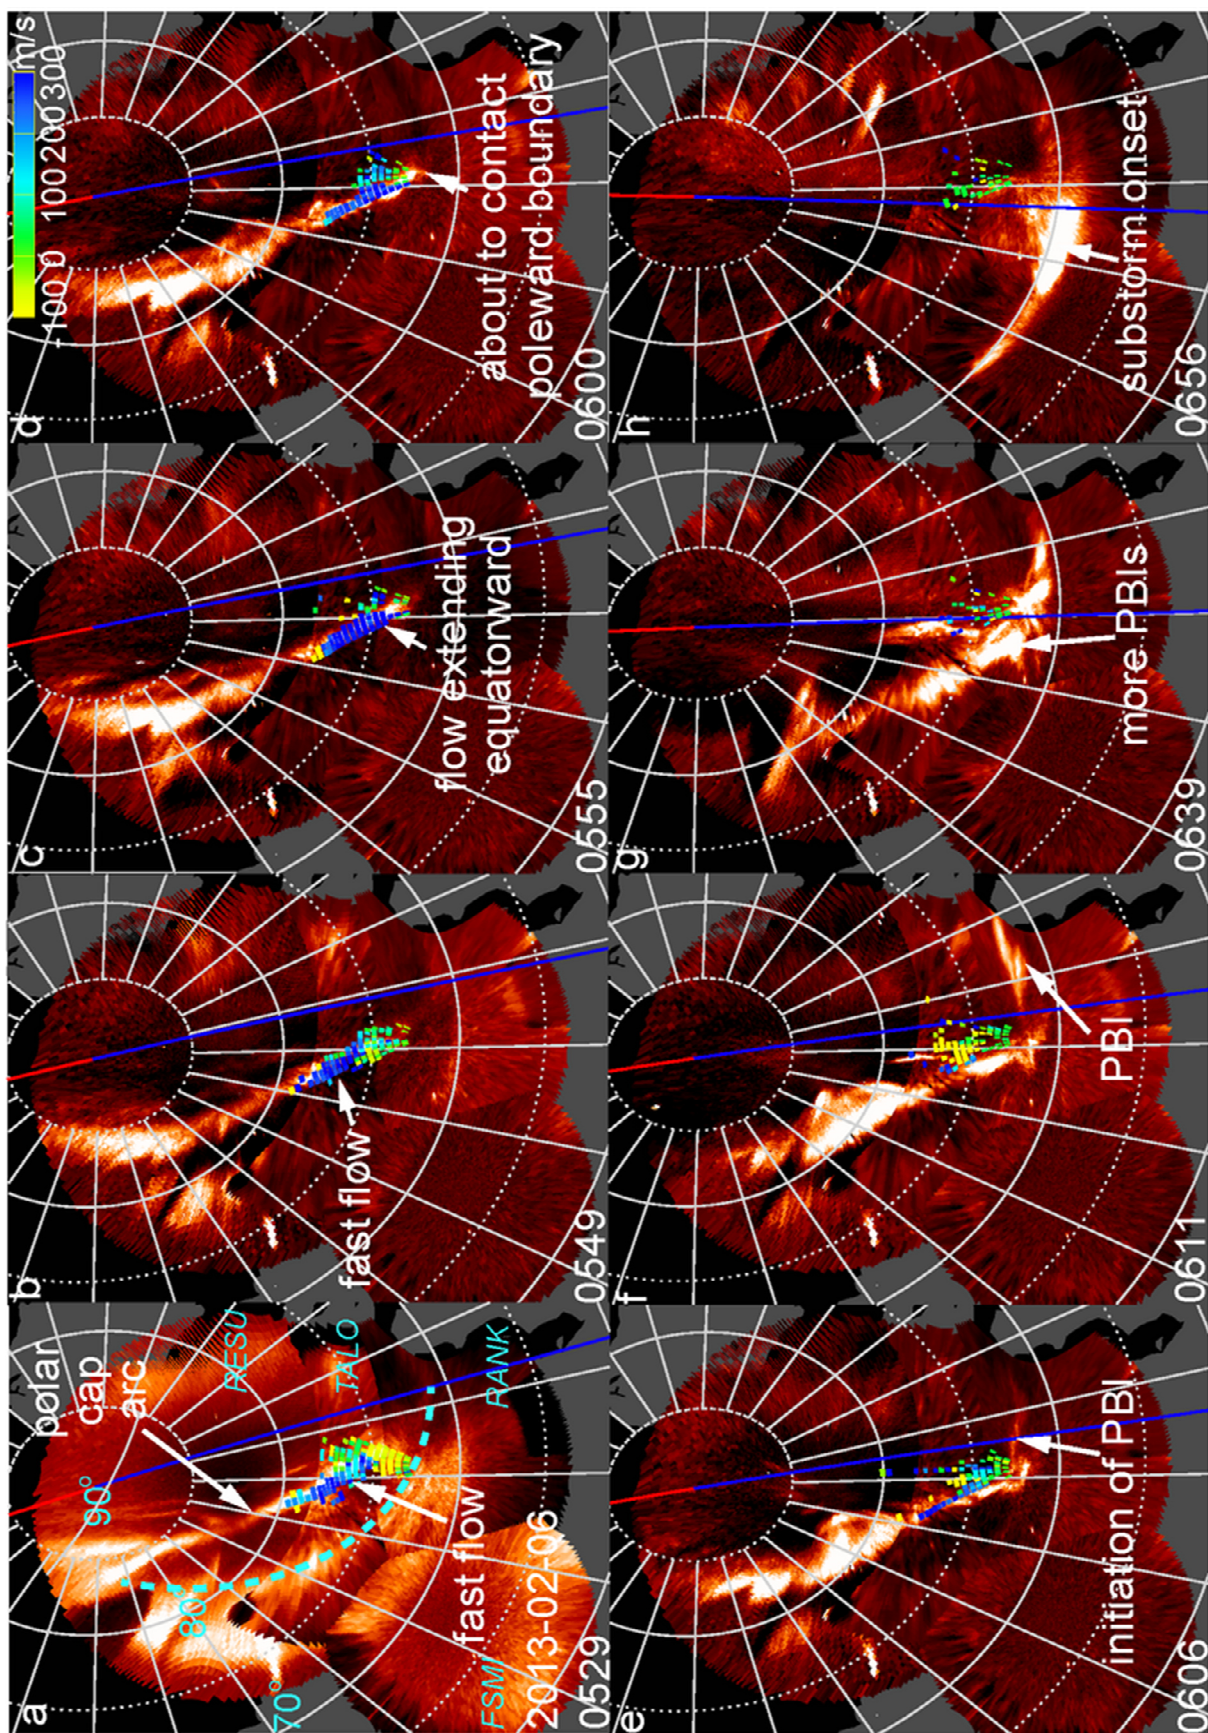 a
polar
cap
arc
90°
80°
70°
RESU
TALO
RANK
FSMI
fast flow
2013-02-06
0529
b
fast flow
0549
c
flow extending
equatorward
0555
d
-100 0 100 200 300 m/s
about to contact
poleward boundary
0600
e
initiation of PBI
0606
f
PBI
0611
g
more PBIs
0639
h
substorm onset
0656